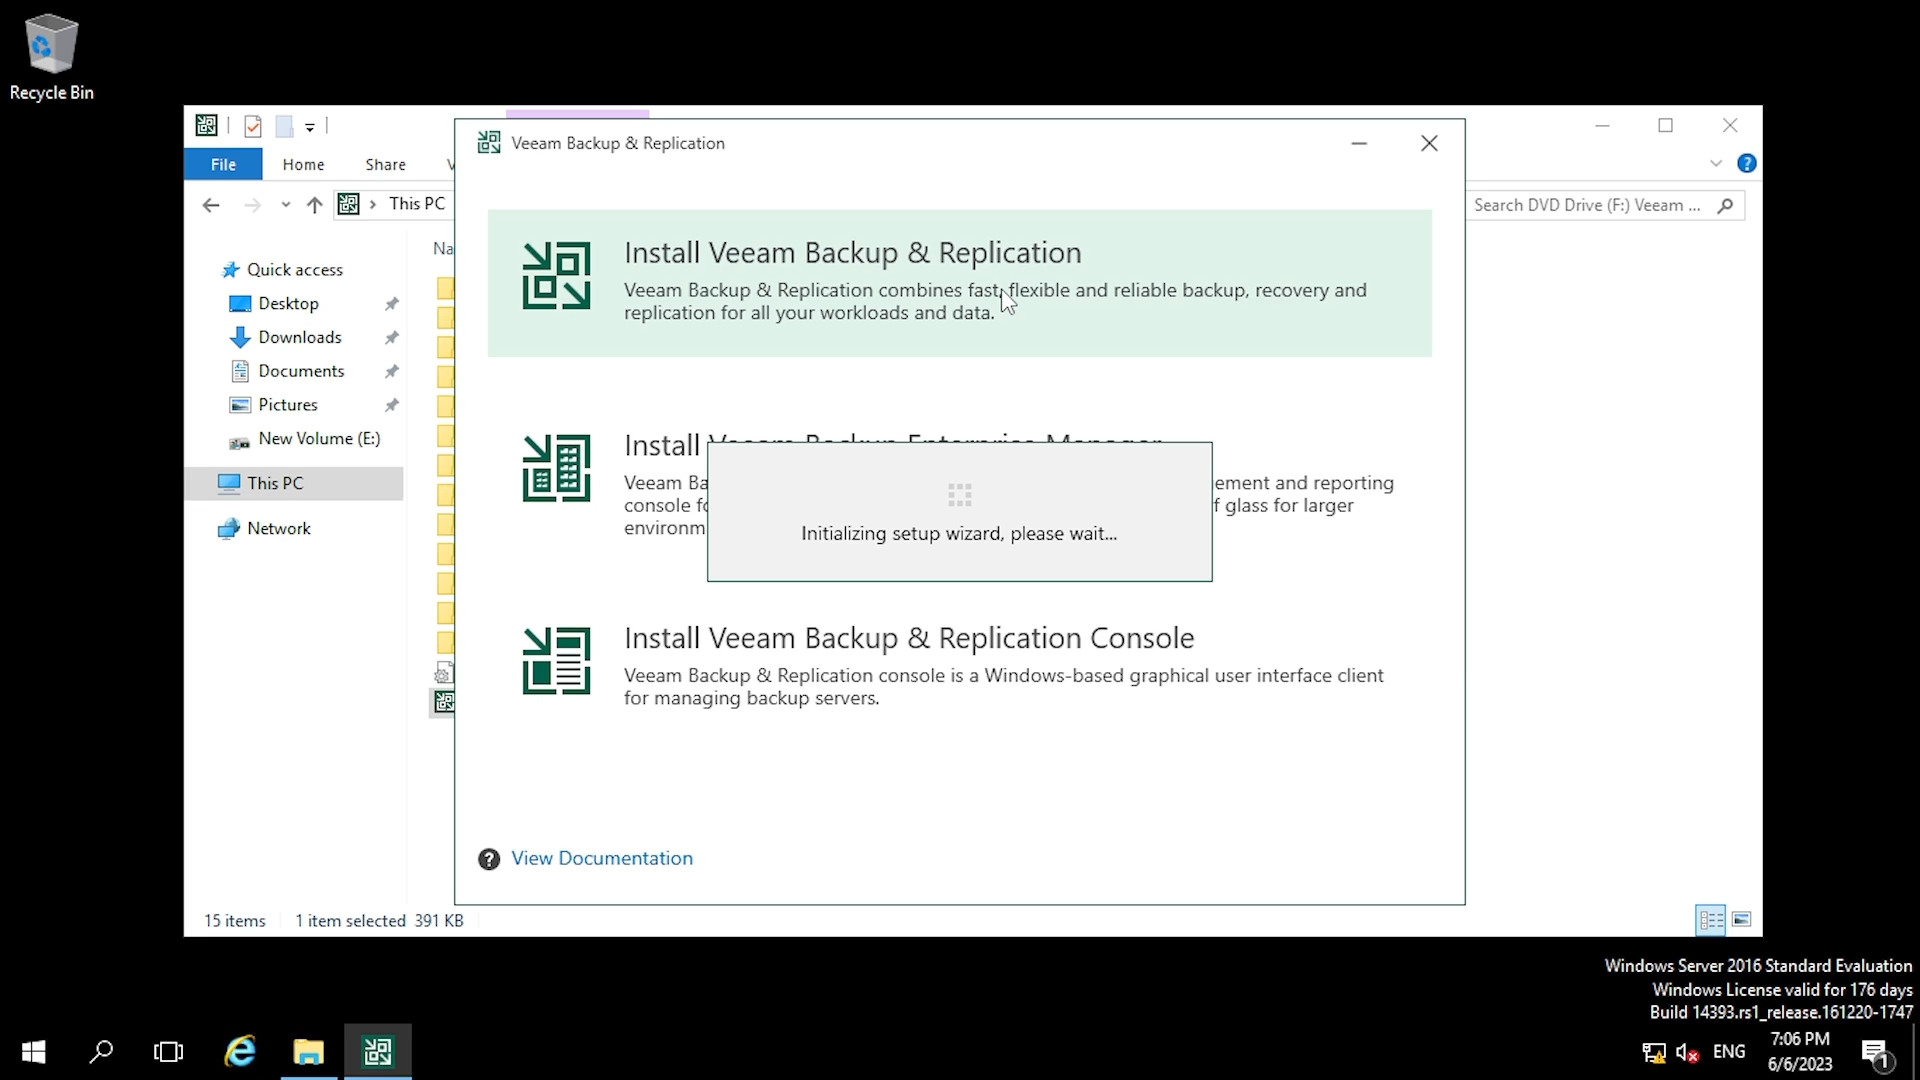 Recycle Bin
File
Home
Share
This PC
Search DVD Drive (F:) Veeam ...
Quick access
Desktop
Downloads
Documents
Pictures
New Volume (E:)
This PC
Network
Na
Veeam Backup & Replication
Install Veeam Backup & Replication
Veeam Backup & Replication combines fast, flexible and reliable backup, recovery and
replication for all your workloads and data.
Install Veeam Backup Enterprise Manager
Veeam Ba
ement and reporting
console fo
f glass for larger
environm
Initializing setup wizard, please wait...
Install Veeam Backup & Replication Console
Veeam Backup & Replication console is a Windows-based graphical user interface client
for managing backup servers.
? View Documentation
15 items
1 item selected 391 KB
Windows Server 2016 Standard Evaluation
Windows License valid for 176 days
Build 14393.rs1_release.161220-1747
ENG
7:06 PM
6/6/2023
1